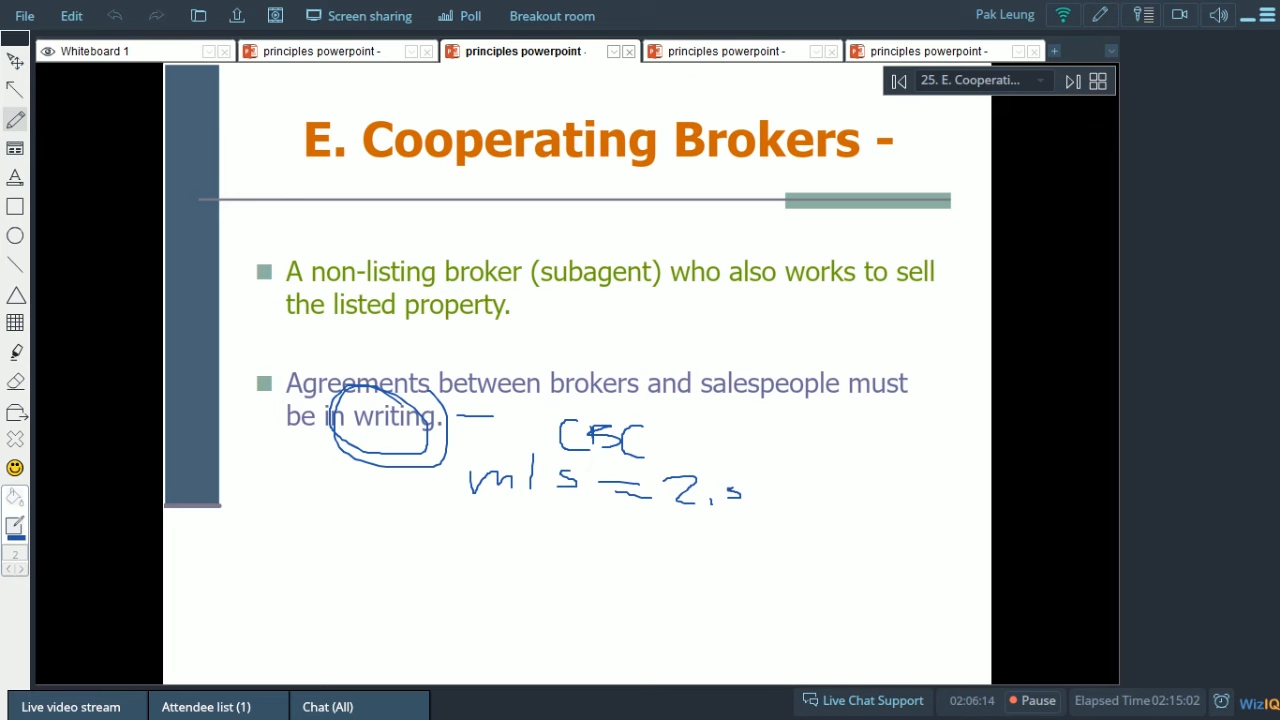 File Edit Screen sharing Poll Breakout room Pak Leung
Whiteboard 1 principles powerpoint - principles powerpoint - principles powerpoint - principles powerpoint -
25. E. Cooperati...
E. Cooperating Brokers -
A non-listing broker (subagent) who also works to sell
the listed property.
Agreements between brokers and salespeople must
be in writing. —
CBC
mls = 2.5
2
Live video stream Attendee list (1) Chat (All) Live Chat Support 02:06:14 Pause Elapsed Time 02:15:02 WizIQ